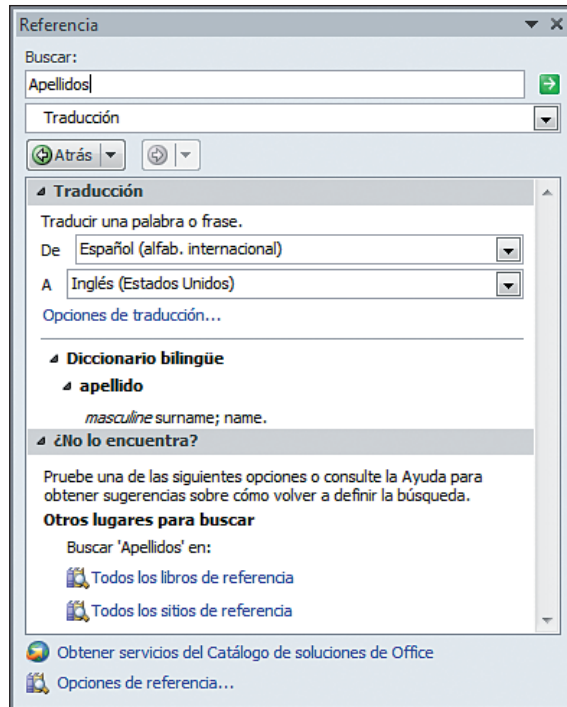 Referencia
Buscar:
Apellidos
Traducción
Atrás
Traducción
Traducir una palabra o frase.
De Español (alfab. internacional)
A Inglés (Estados Unidos)
Opciones de traducción...
Diccionario bilingüe
apellido
masculine surname; name.
¿No lo encuentra?
Pruebe una de las siguientes opciones o consulte la Ayuda para
obtener sugerencias sobre cómo volver a definir la búsqueda.
Otros lugares para buscar
Buscar 'Apellidos' en:
Todos los libros de referencia
Todos los sitios de referencia
Obtener servicios del Catálogo de soluciones de Office
Opciones de referencia...